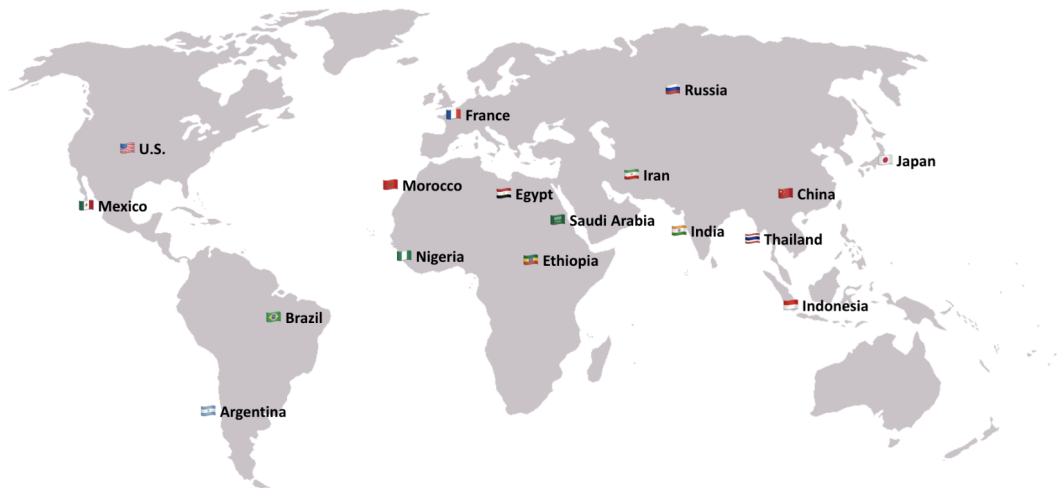 Russia
France
U.S.
Japan
Iran
Morocco
Egypt
China
Mexico
Saudi Arabia
India
Thailand
Nigeria
Ethiopia
Indonesia
Brazil
Argentina